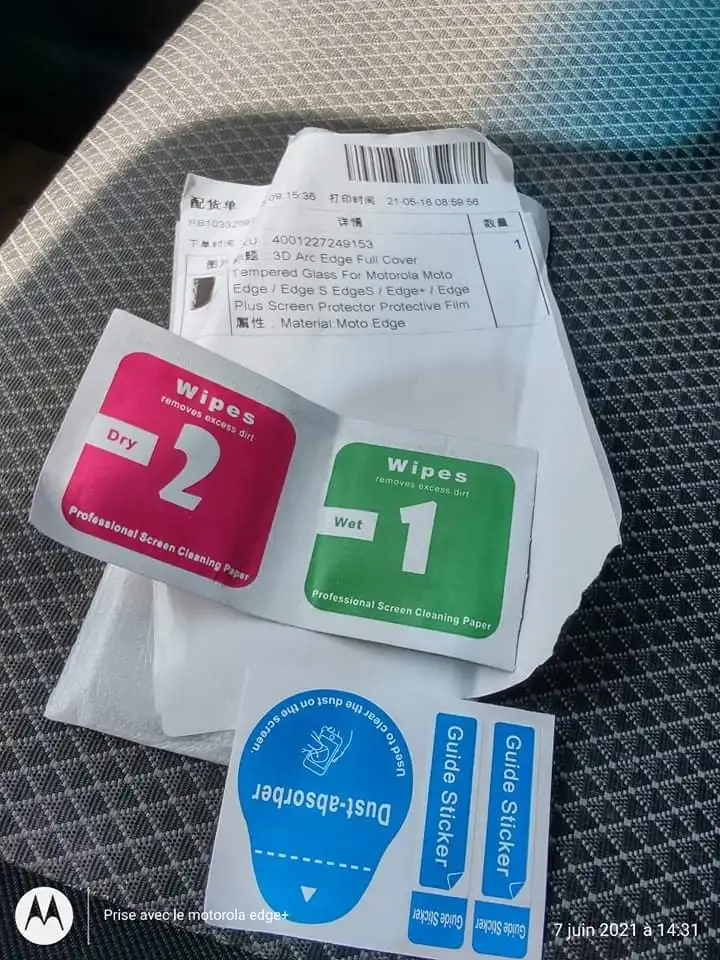 配货单
09:15:36 打印时间 21-05-16 08:59:56
详情 数量
下单时间
4001227249153 1
: 3D Arc Edge Full Cover
Tempered Glass For Motorola Moto
Edge / Edge S EdgeS / Edge+ / Edge
Plus Screen Protector Protective Film
属性 : Material:Moto Edge
Wipes
removes excess dirt
Dry
2
Professional Screen Cleaning Paper
Wipes
removes excess dirt
Wet
1
Professional Screen Cleaning Paper
Used to clear the dust on the screen.
Dust-absorber
Guide Sticker
Guide Sticker
Guide Sticker
Guide Sticker
Prise avec le motorola edge+
7 juin 2021 à 14:31